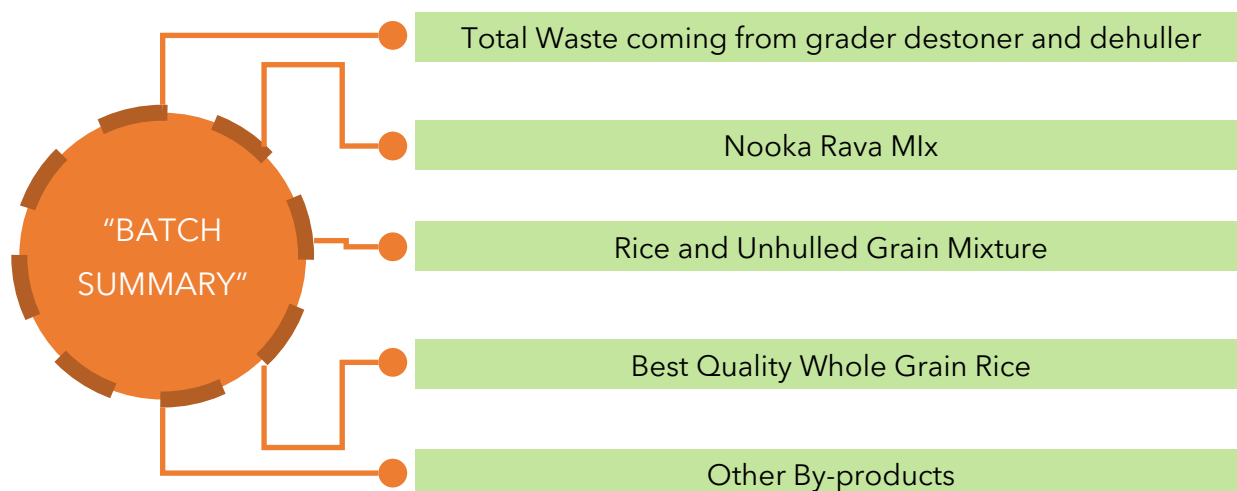 Total Waste coming from grader destoner and dehuller
Nooka Rava MIx
“BATCH
SUMMARY”
Rice and Unhulled Grain Mixture
Best Quality Whole Grain Rice
Other By-products